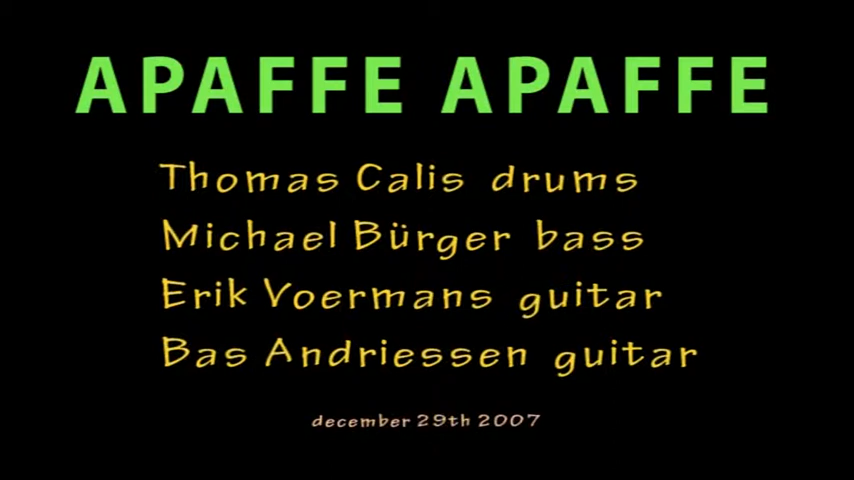 APAFFE APAFFE
Thomas Calis drums
Michael Bürger bass
Erik Voermans guitar
Bas Andriessen guitar
december 29th 2007